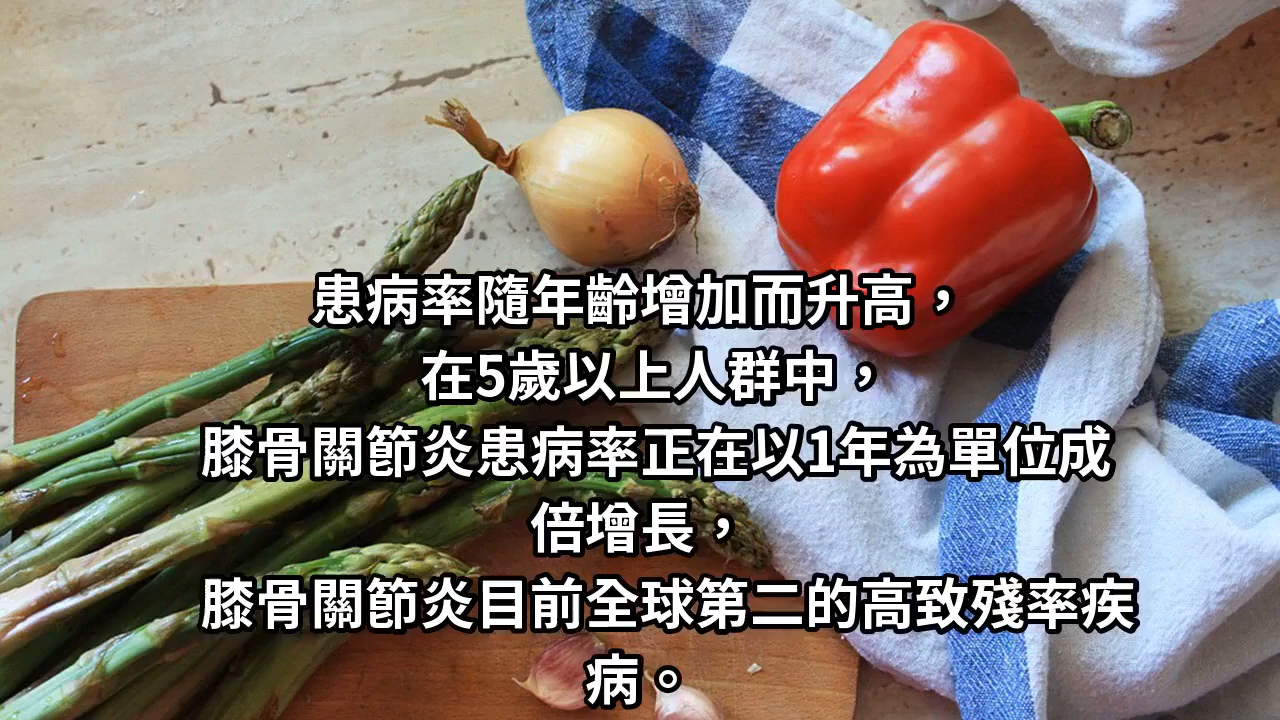 患病率隨年齡增加而升高，
在5歲以上人群中，
膝骨關節炎患病率正在以1年為單位成
倍增長，
膝骨關節炎目前全球第二的高致殘率疾
病。